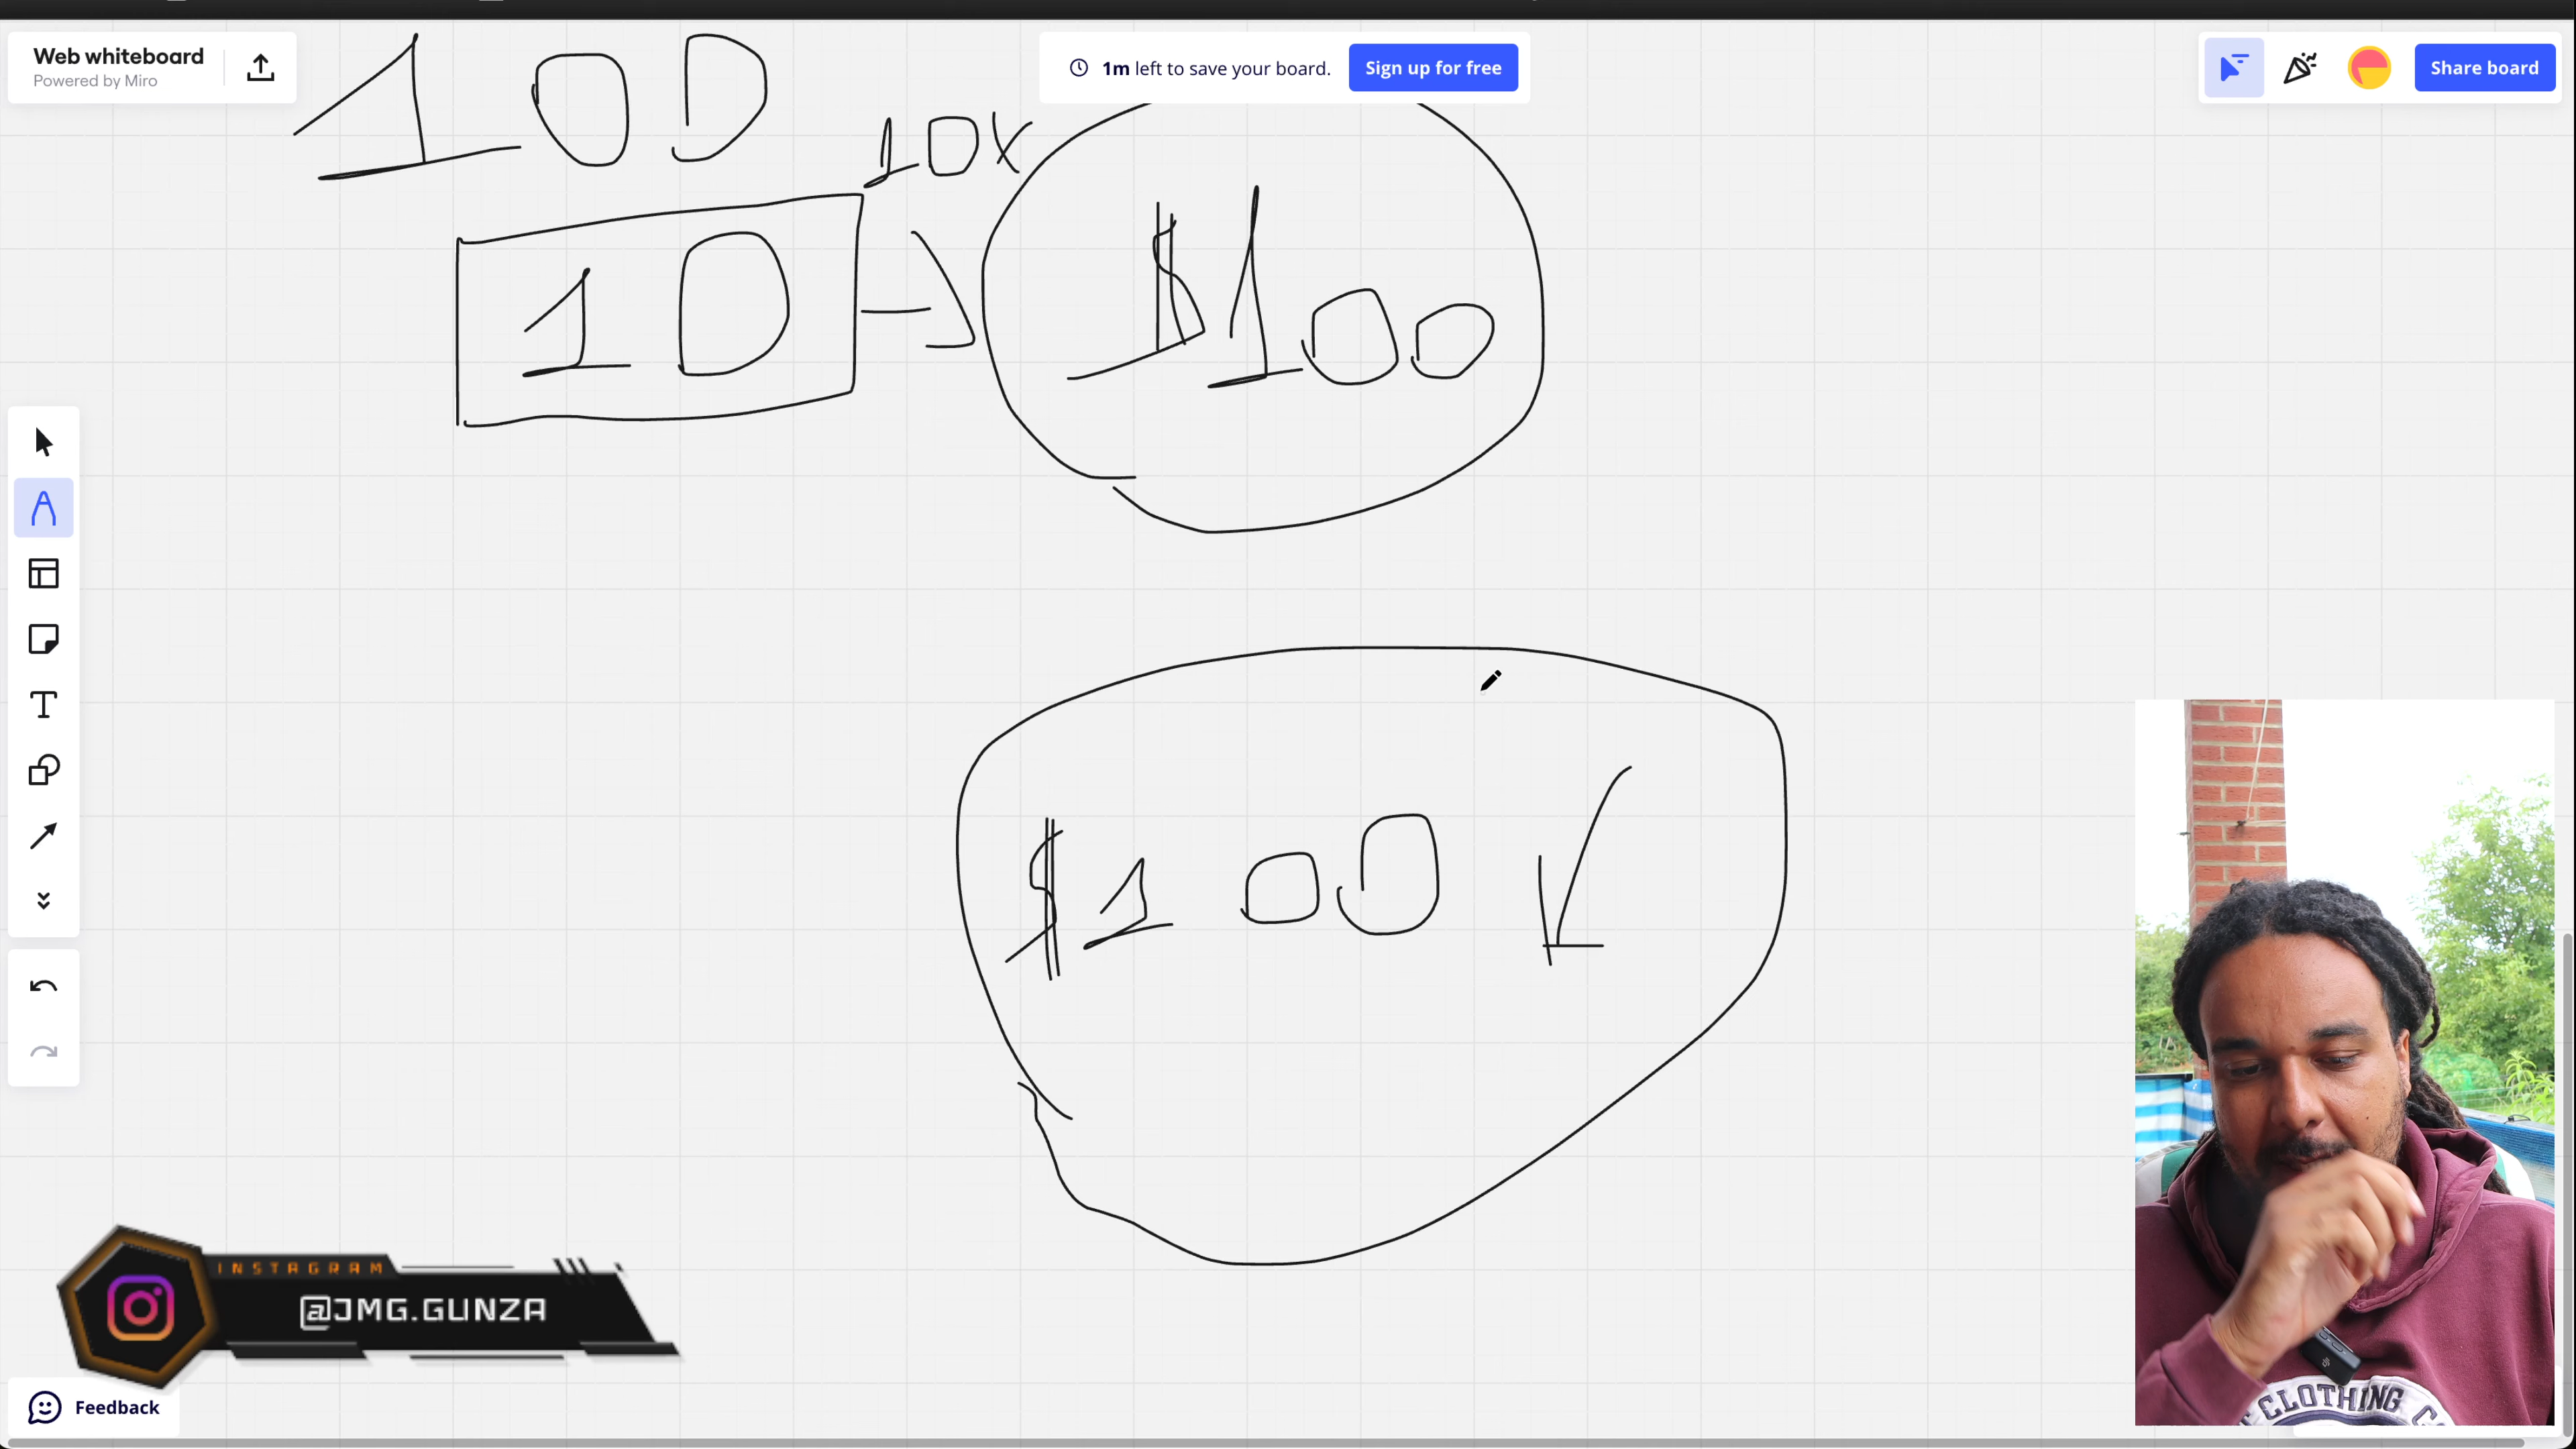 Web whiteboard
Powered by Miro
1m left to save your board.
Sign up for free
Share board
100
10x
10
$100
$100 K
INSTAGRAM
@JMG.GUNZA
Feedback
CLOTHING C